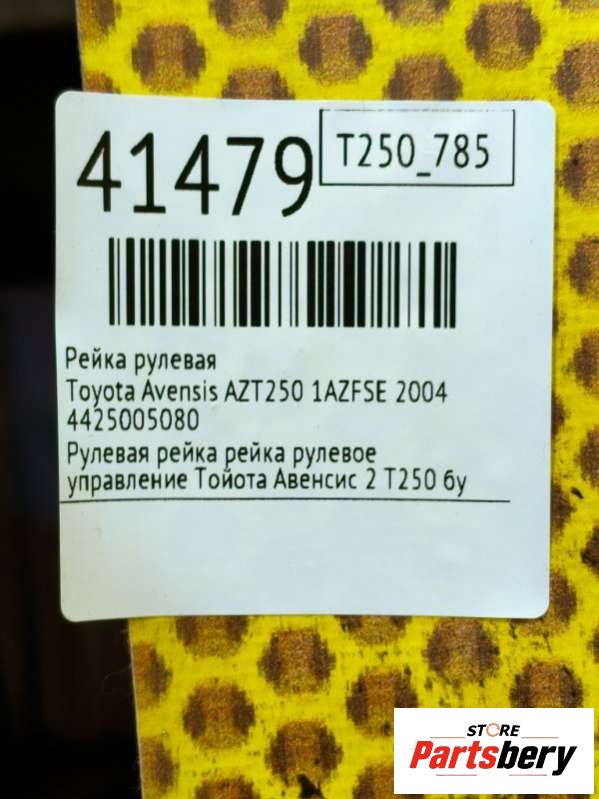 41479
T250_785
Рейка рулевая
Toyota Avensis AZT250 1AZFSE 2004
4425005080
Рулевая рейка рейка рулевое
управление Тойота Авенсис 2 Т250 бу
STORE
Partsbery